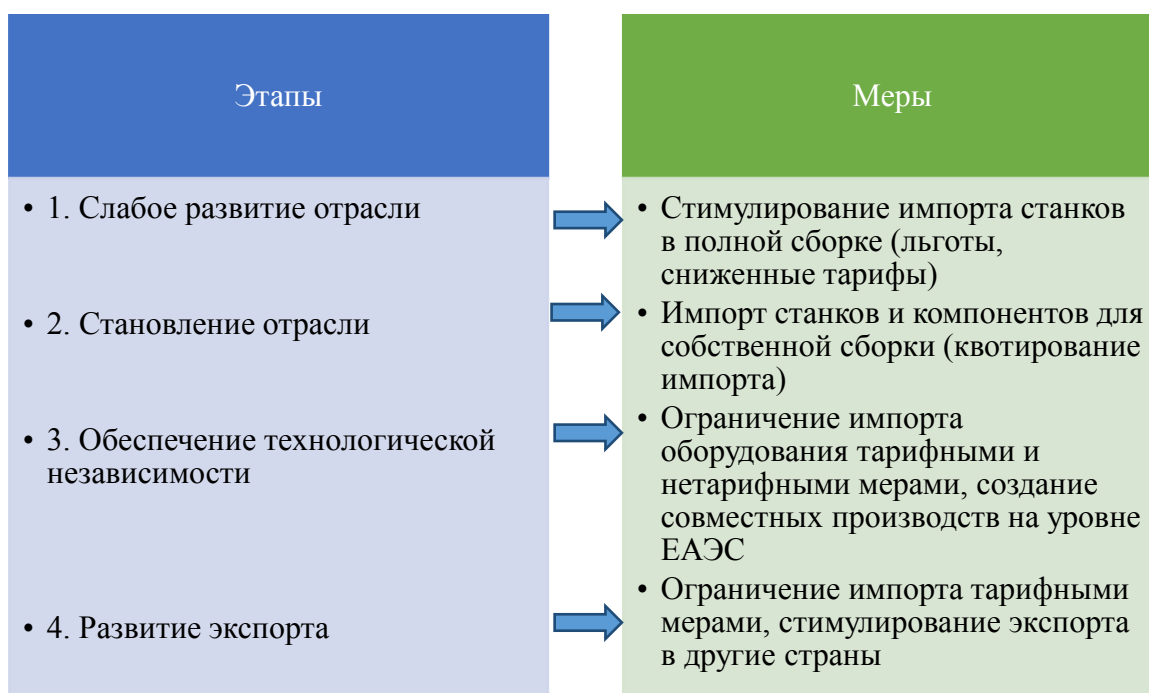 Этапы
• 1. Слабое развитие отрасли
• 2. Становление отрасли
• 3. Обеспечение технологической
независимости
• 4. Развитие экспорта
Меры
• Стимулирование импорта станков
в полной сборке (льготы,
сниженные тарифы)
• Импорт станков и компонентов для
собственной сборки (квотирование
импорта)
• Ограничение импорта
оборудования тарифными и
нетарифными мерами, создание
совместных производств на уровне
ЕАЭС
• Ограничение импорта тарифными
мерами, стимулирование экспорта
в другие страны